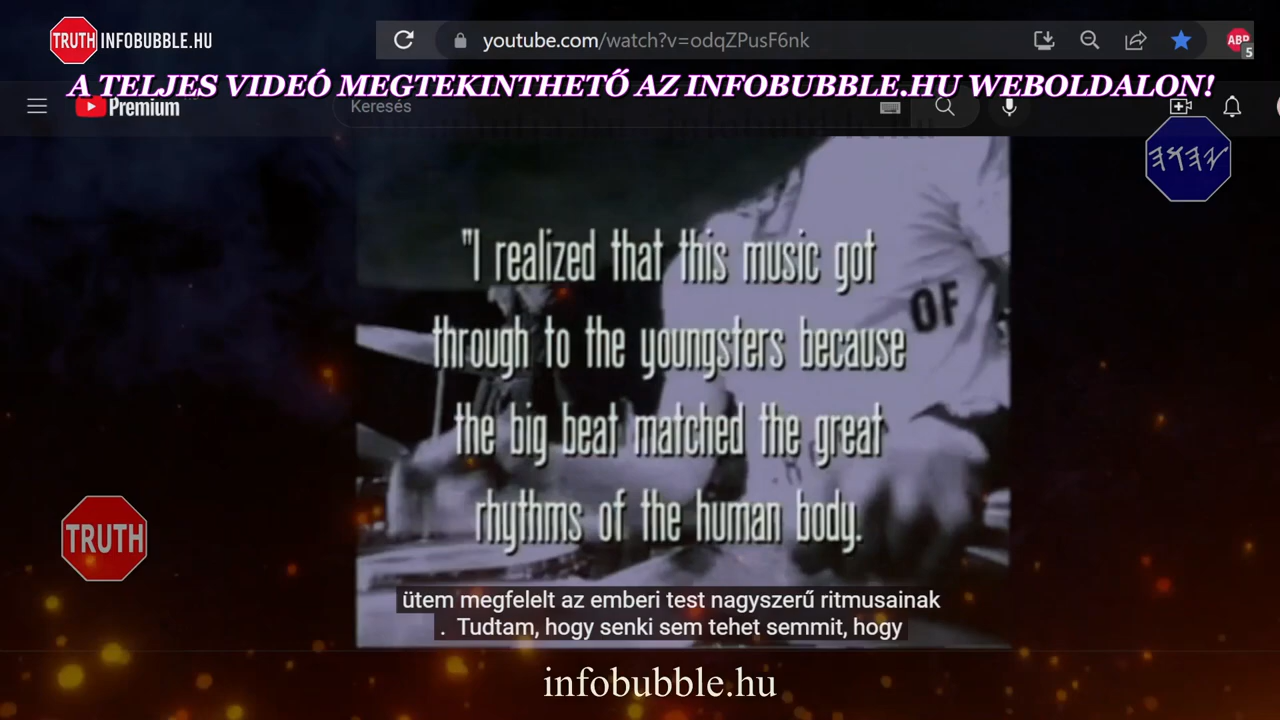 TRUTH INFOBUBBLE.HU
youtube.com/watch?v=odqZPusF6nk
ABP
5
A TELJES VIDEÓ MEGTEKINTHETŐ AZ INFOBUBBLE.HU WEBOLDALON!
Premium
Keresés
"I realized that this music got
through to the youngsters because
the big beat matched the great
rhythms of the human body.
OF
TRUTH
ütem megfelelt az emberi test nagyszerű ritmusainak
. Tudtam, hogy senki sem tehet semmit, hogy
infobubble.hu